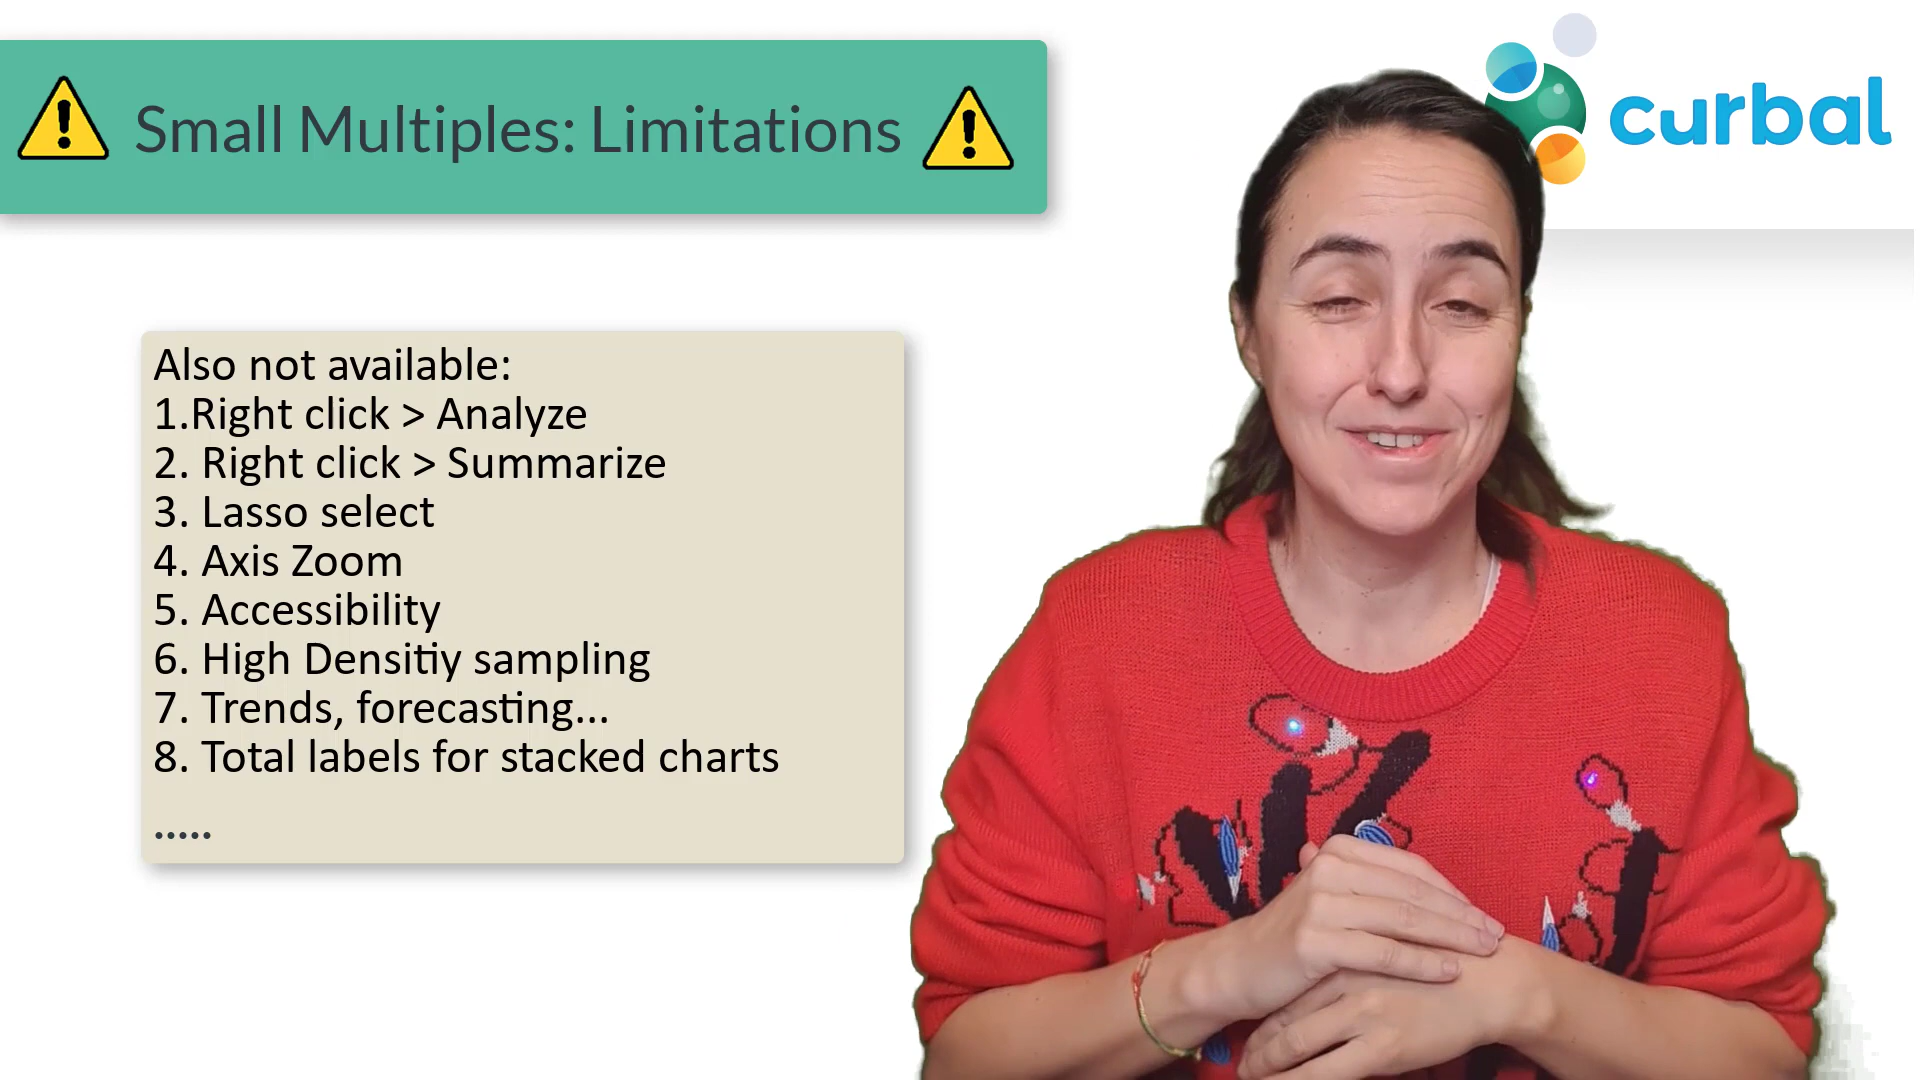 Small Multiples: Limitations
curbal
Also not available:
1.Right click > Analyze
2. Right click > Summarize
3. Lasso select
4. Axis Zoom
5. Accessibility
6. High Densitiy sampling
7. Trends, forecasting...
8. Total labels for stacked charts
.....